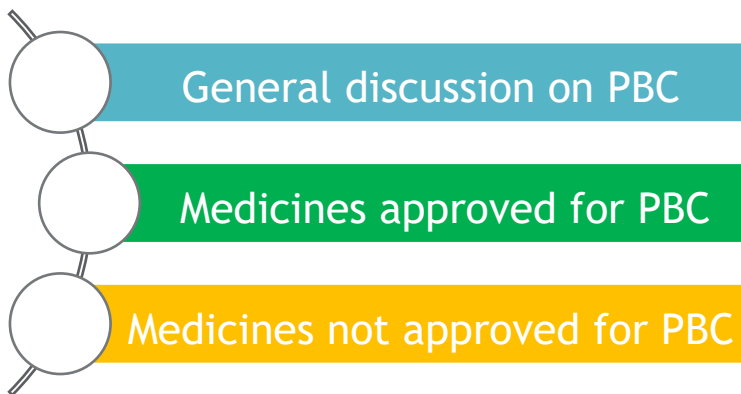 General discussion on PBC
Medicines approved for PBC
Medicines not approved for PBC